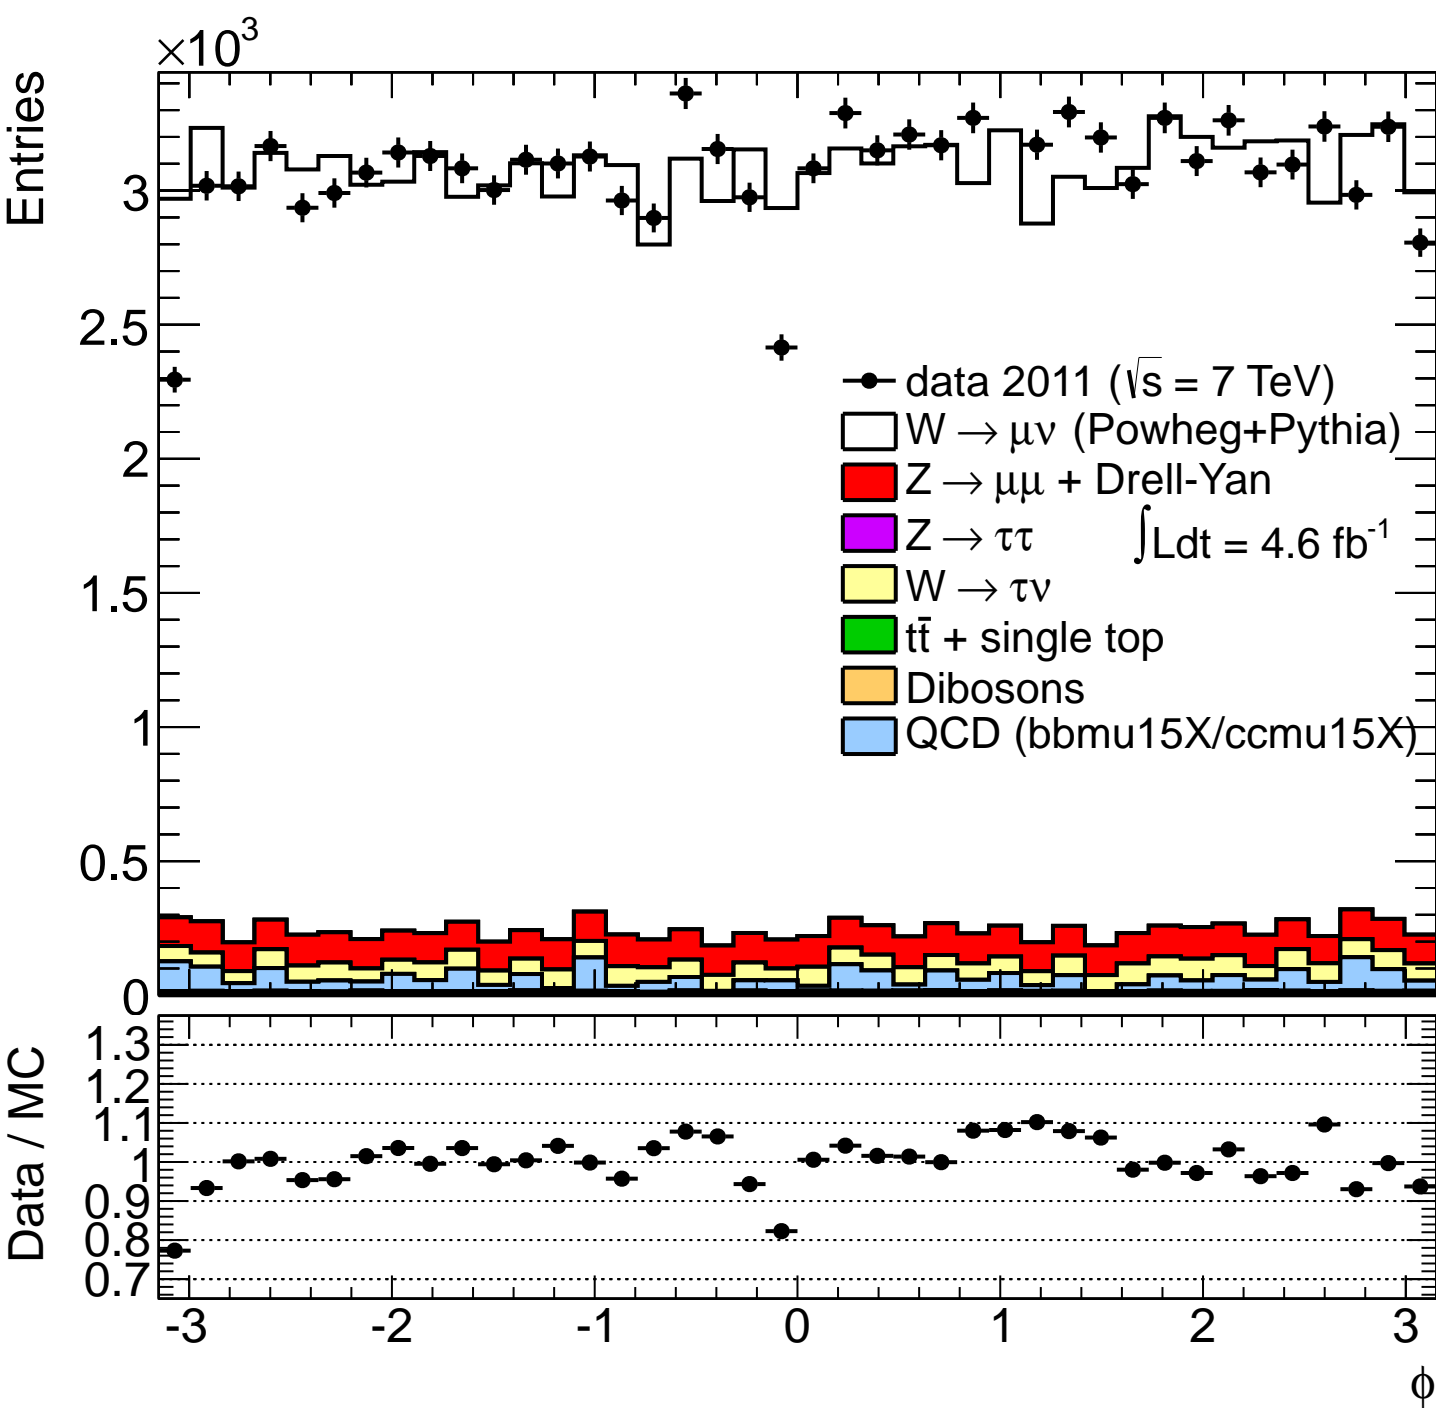 ×10³
Entries
3
2.5
2
1.5
1
0.5
0
data 2011 (√s = 7 TeV)
W → μν (Powheg+Pythia)
Z → μμ + Drell-Yan
Z → ττ
∫Ldt = 4.6 fb⁻¹
W → τν
tt̄ + single top
Dibosons
QCD (bbmu15X/ccmu15X)
Data / MC
1.3
1.2
1.1
1
0.9
0.8
0.7
-3 -2 -1 0 1 2 3
ϕ